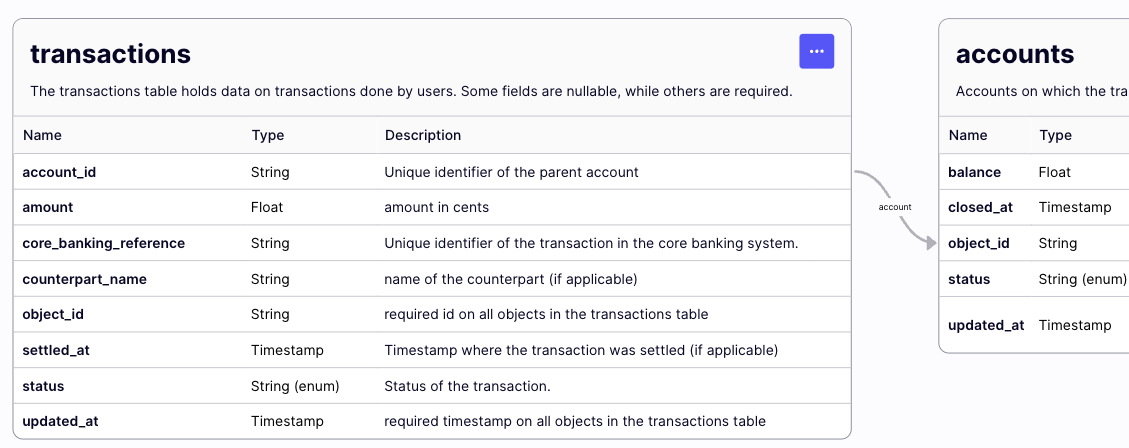 transactions
The transactions table holds data on transactions done by users. Some fields are nullable, while others are required.
Name Type Description
account_id String Unique identifier of the parent account
amount Float amount in cents
core_banking_reference String Unique identifier of the transaction in the core banking system.
counterpart_name String name of the counterpart (if applicable)
object_id String required id on all objects in the transactions table
settled_at Timestamp Timestamp where the transaction was settled (if applicable)
status String (enum) Status of the transaction.
updated_at Timestamp required timestamp on all objects in the transactions table
account
accounts
Accounts on which the
Name Type
balance Float
closed_at Timestamp
object_id String
status String (enum)
updated_at Timestamp